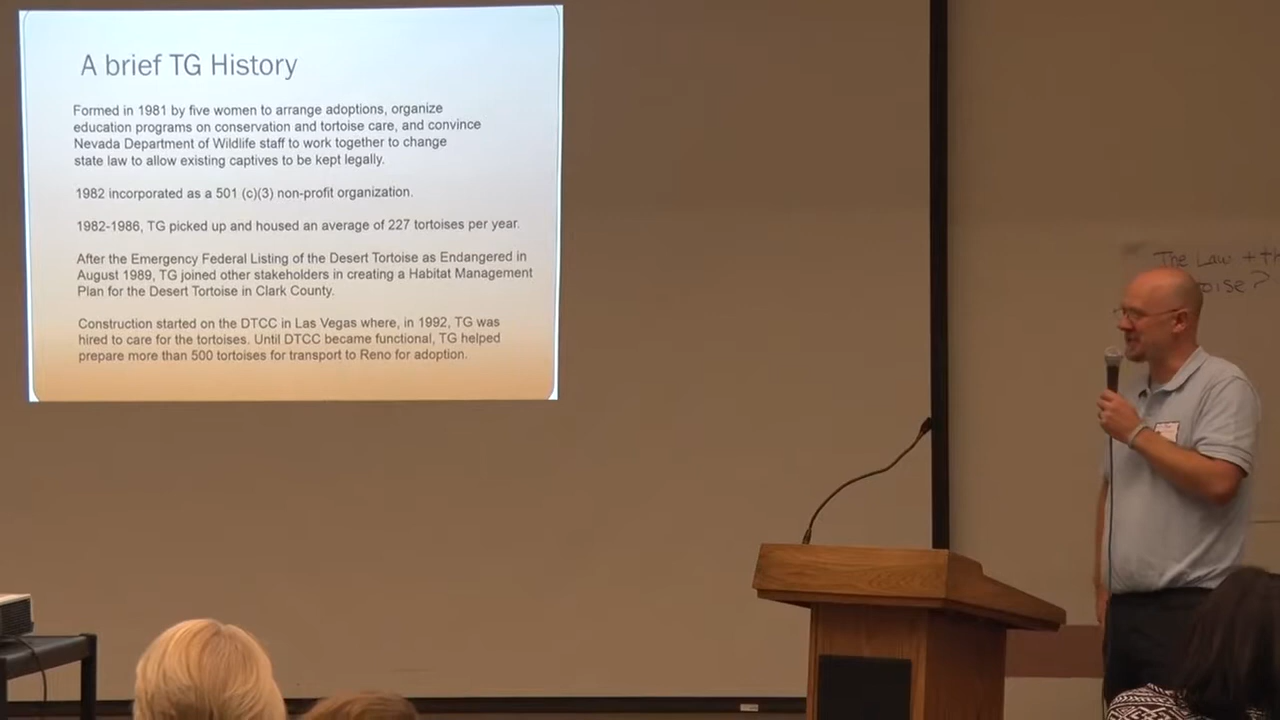 A brief TG History
Formed in 1981 by five women to arrange adoptions, organize
education programs on conservation and tortoise care, and convince
Nevada Department of Wildlife staff to work together to change
state law to allow existing captives to be kept legally.
1982 incorporated as a 501 (c)(3) non-profit organization.
1982-1986, TG picked up and housed an average of 227 tortoises per year.
After the Emergency Federal Listing of the Desert Tortoise as Endangered in
August 1989, TG joined other stakeholders in creating a Habitat Management
Plan for the Desert Tortoise in Clark County.
Construction started on the DTCC in Las Vegas where, in 1992, TG was
hired to care for the tortoises. Until DTCC became functional, TG helped
prepare more than 500 tortoises for transport to Reno for adoption.
The Law +